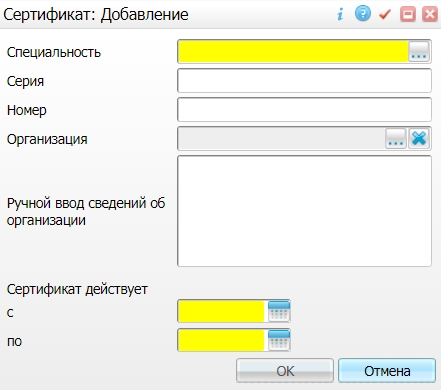 Сертификат: Добавление
Специальность
...
Серия
Номер
Организация
...
Ручной ввод сведений об
организации
Сертификат действует
с
по
ОК
Отмена